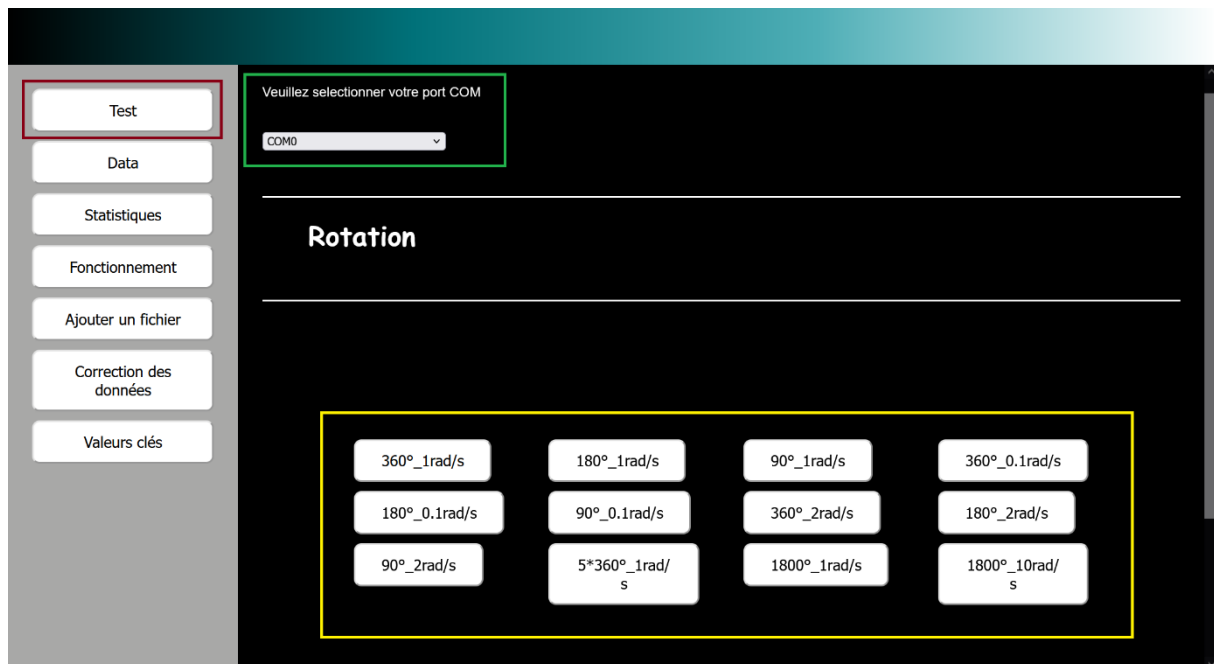 Test
Data
Statistiques
Fonctionnement
Ajouter un fichier
Correction des
données
Valeurs clés
Veuillez selectionner votre port COM
COM0
Rotation
360°_1rad/s
180°_1rad/s
90°_1rad/s
360°_0.1rad/s
180°_0.1rad/s
90°_0.1rad/s
360°_2rad/s
180°_2rad/s
90°_2rad/s
5*360°_1rad/
s
1800°_1rad/s
1800°_10rad/
s